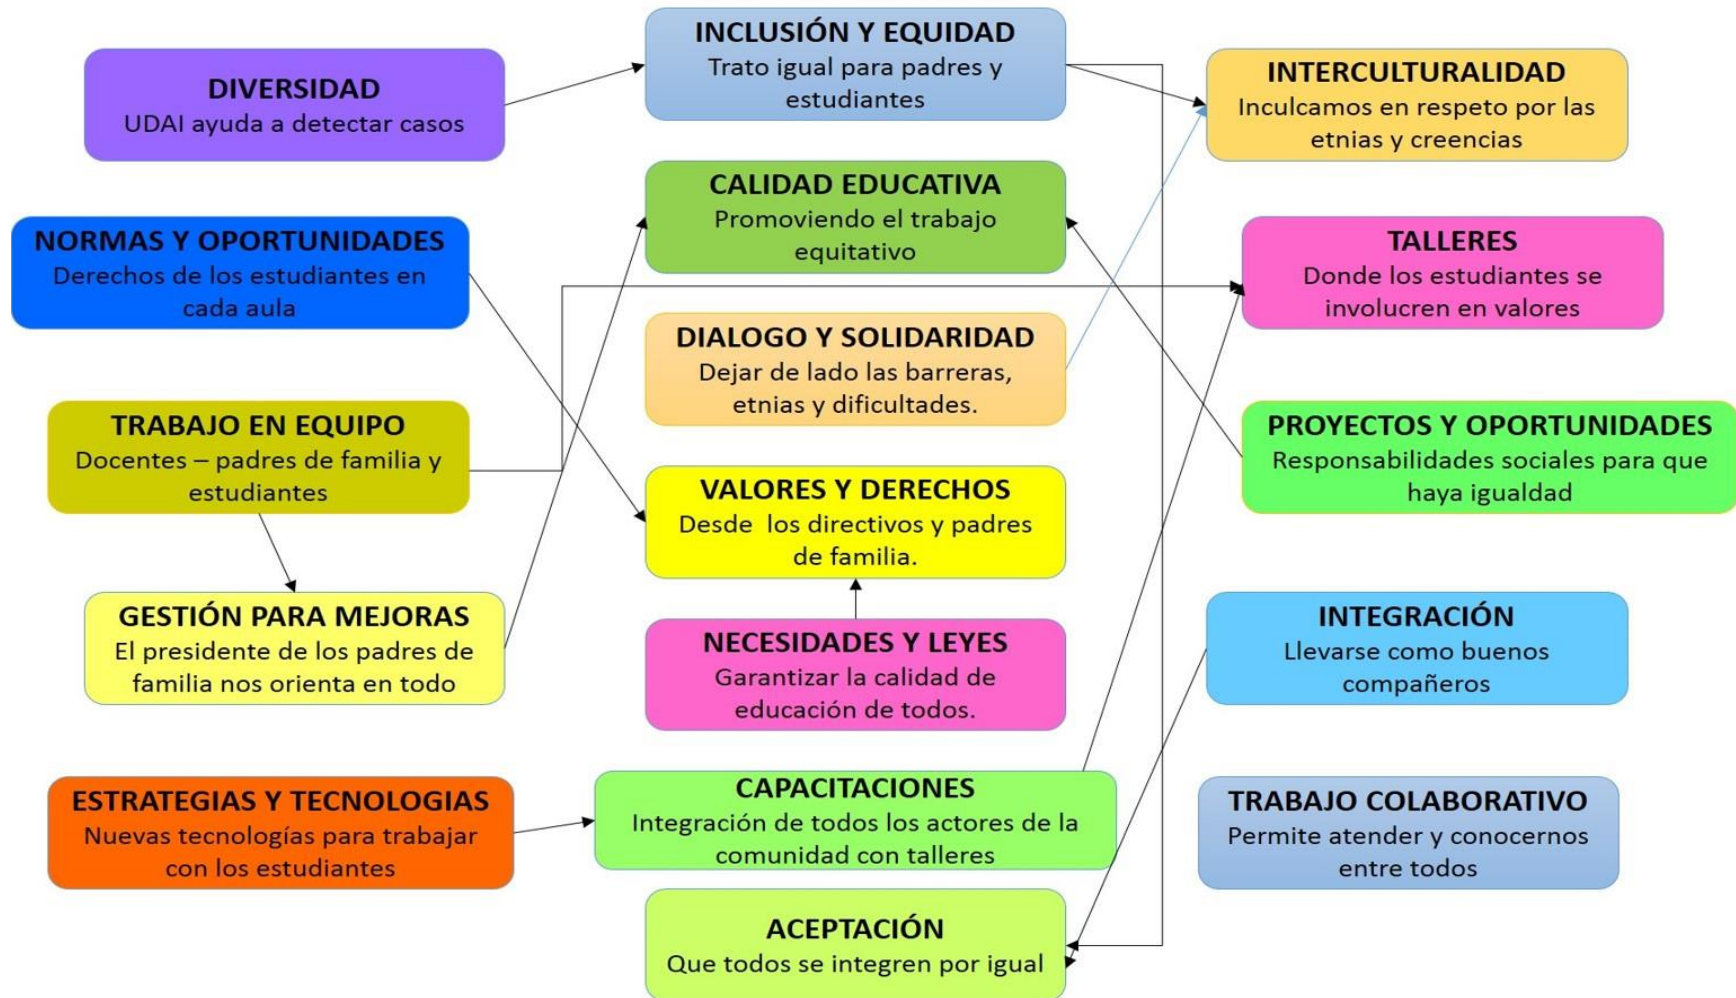 DIVERSIDAD
UDAI ayuda a detectar casos
NORMAS Y OPORTUNIDADES
Derechos de los estudiantes en
cada aula
TRABAJO EN EQUIPO
Docentes – padres de familia y
estudiantes
GESTIÓN PARA MEJORAS
El presidente de los padres de
familia nos orienta en todo
ESTRATEGIAS Y TECNOLOGIAS
Nuevas tecnologías para trabajar
con los estudiantes
INCLUSIÓN Y EQUIDAD
Trato igual para padres y
estudiantes
CALIDAD EDUCATIVA
Promoviendo el trabajo
equitativo
DIALOGO Y SOLIDARIDAD
Dejar de lado las barreras,
etnias y dificultades.
VALORES Y DERECHOS
Desde los directivos y padres
de familia.
NECESIDADES Y LEYES
Garantizar la calidad de
educación de todos.
CAPACITACIONES
Integración de todos los actores de la
comunidad con talleres
ACEPTACIÓN
Que todos se integren por igual
INTERCULTURALIDAD
Inculcamos en respeto por las
etnias y creencias
TALLERES
Donde los estudiantes se
involucren en valores
PROYECTOS Y OPORTUNIDADES
Responsabilidades sociales para que
haya igualdad
INTEGRACIÓN
Llevarse como buenos
compañeros
TRABAJO COLABORATIVO
Permite atender y conocernos
entre todos